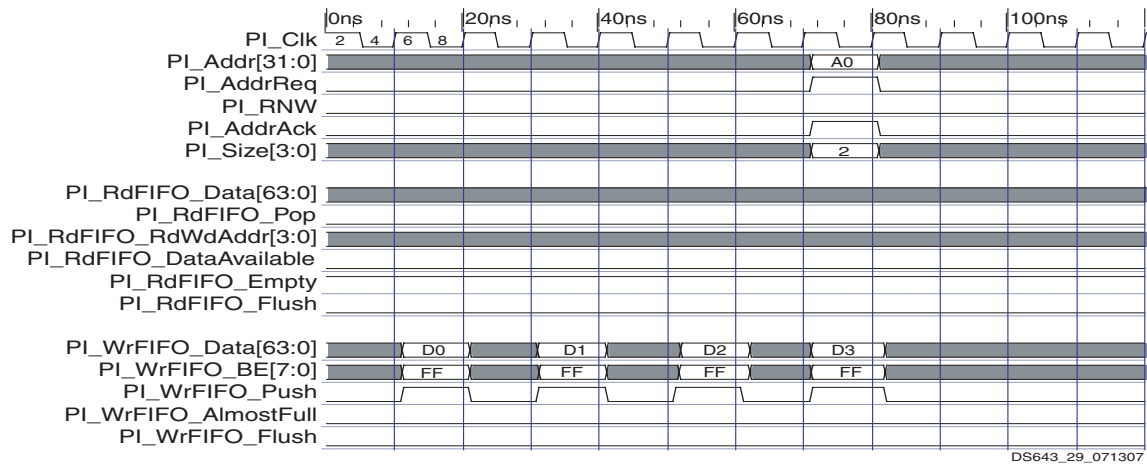 0ns 20ns 40ns 60ns 80ns 100ns
PI_Clk 2 4 6 8
PI_Addr[31:0] A0
PI_AddrReq
PI_RNW
PI_AddrAck
PI_Size[3:0] 2
PI_RdFIFO_Data[63:0]
PI_RdFIFO_Pop
PI_RdFIFO_RdWdAddr[3:0]
PI_RdFIFO_DataAvailable
PI_RdFIFO_Empty
PI_RdFIFO_Flush
PI_WrFIFO_Data[63:0] D0 D1 D2 D3
PI_WrFIFO_BE[7:0] FF FF FF FF
PI_WrFIFO_Push
PI_WrFIFO_AlmostFull
PI_WrFIFO_Flush
DS643_29_071307